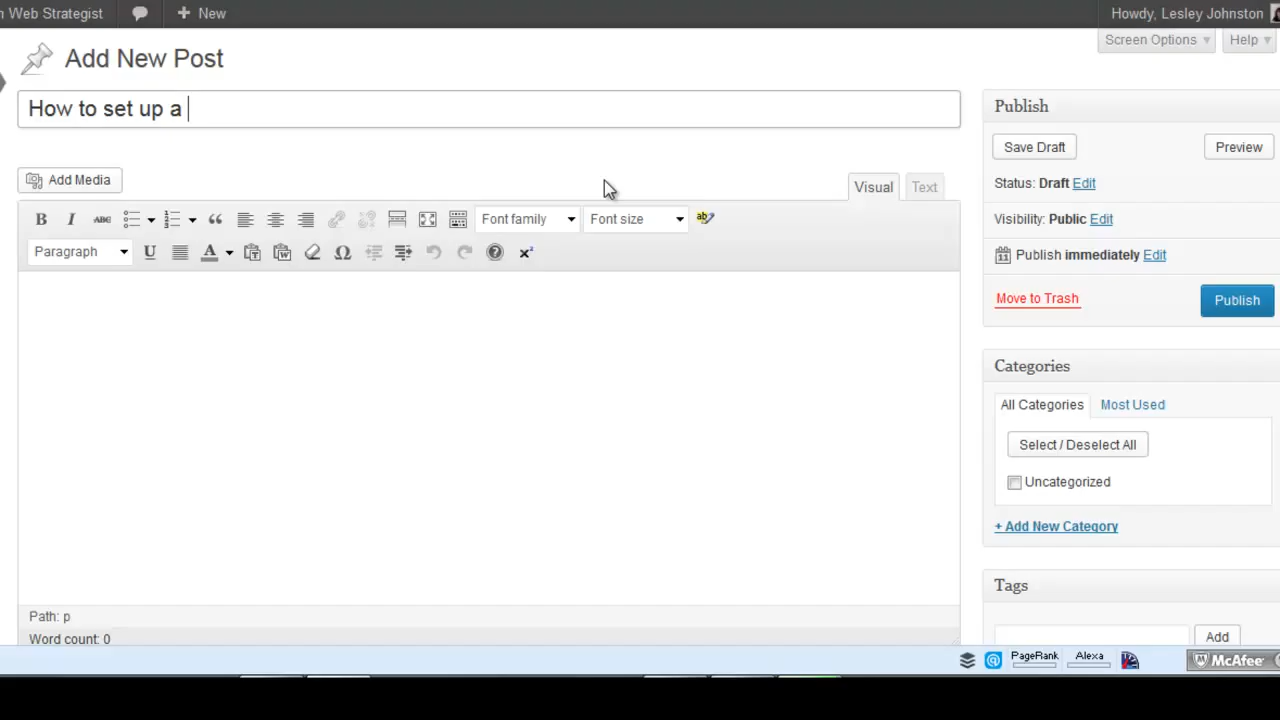 n Web Strategist
New
Howdy, Lesley Johnston
Screen Options
Help
Add New Post
How to set up a
Add Media
Visual
Text
B I ABC
Font family
Font size
Paragraph
U
A
Path: p
Word count: 0
Publish
Save Draft
Preview
Status: Draft Edit
Visibility: Public Edit
11 Publish immediately Edit
Move to Trash
Publish
Categories
All Categories
Most Used
Select / Deselect All
Uncategorized
+ Add New Category
Tags
Add
PageRank
Alexa
McAfee